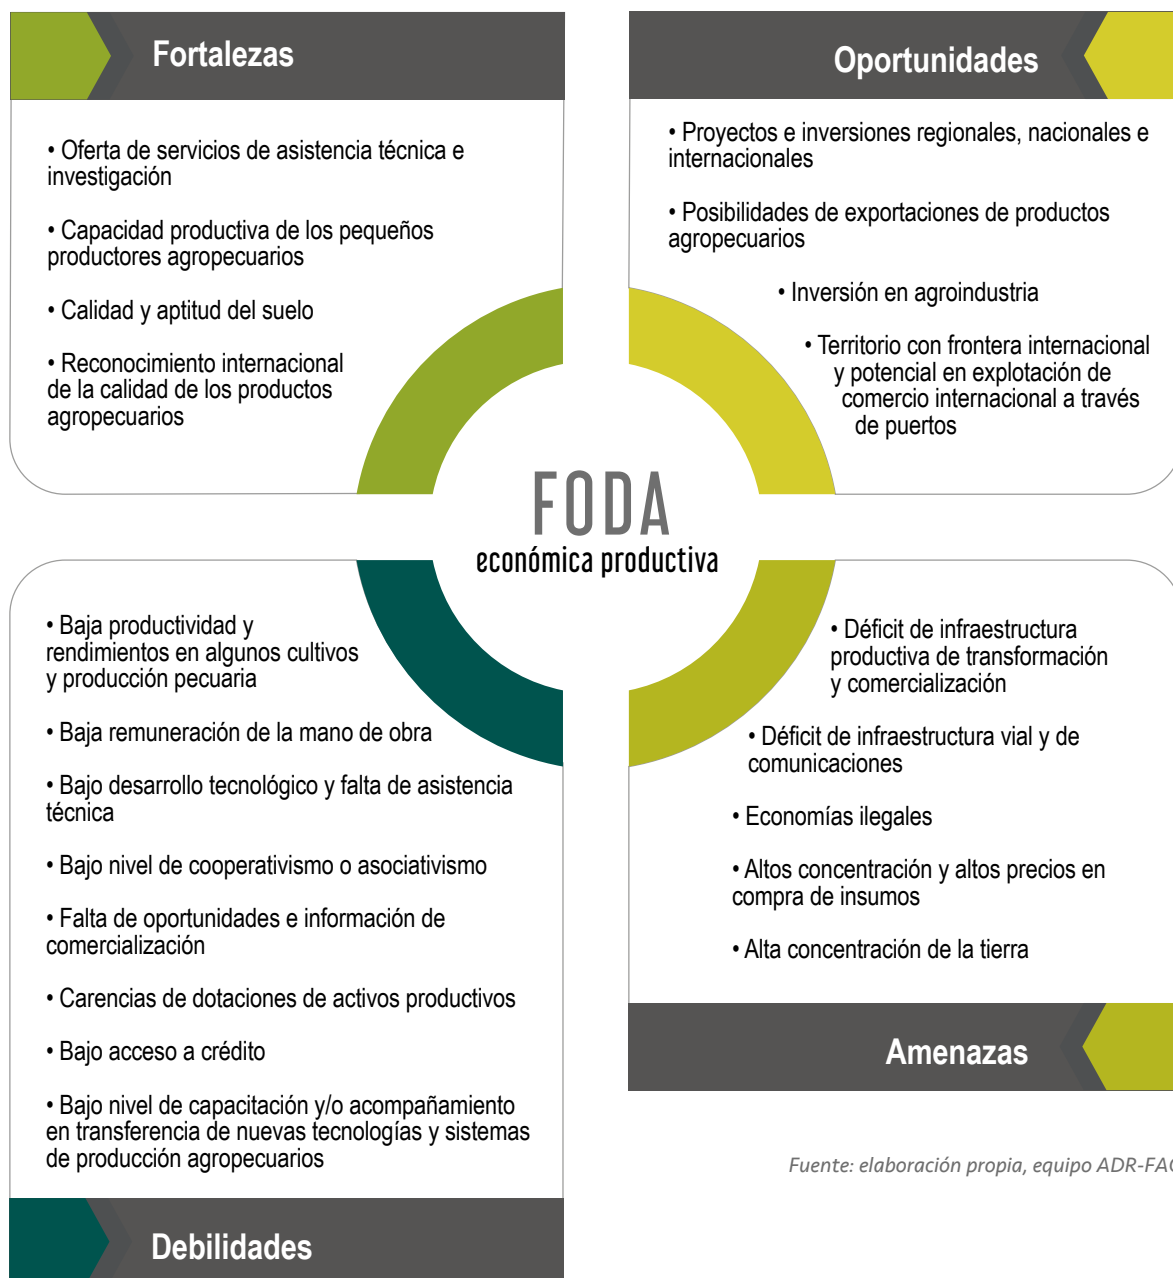 Fortalezas
• Oferta de servicios de asistencia técnica e
investigación
• Capacidad productiva de los pequeños
productores agropecuarios
• Calidad y aptitud del suelo
• Reconocimiento internacional
de la calidad de los productos
agropecuarios
Oportunidades
• Proyectos e inversiones regionales, nacionales e
internacionales
• Posibilidades de exportaciones de productos
agropecuarios
• Inversión en agroindustria
• Territorio con frontera internacional
y potencial en explotación de
comercio internacional a través
de puertos
FODA
económica productiva
• Baja productividad y
rendimientos en algunos cultivos
y producción pecuaria
• Baja remuneración de la mano de obra
• Bajo desarrollo tecnológico y falta de asistencia
técnica
• Bajo nivel de cooperativismo o asociativismo
• Falta de oportunidades e información de
comercialización
• Carencias de dotaciones de activos productivos
• Bajo acceso a crédito
• Bajo nivel de capacitación y/o acompañamiento
en transferencia de nuevas tecnologías y sistemas
de producción agropecuarios
Debilidades
• Déficit de infraestructura
productiva de transformación
y comercialización
• Déficit de infraestructura vial y de
comunicaciones
• Economías ilegales
• Altos concentración y altos precios en
compra de insumos
• Alta concentración de la tierra
Amenazas
Fuente: elaboración propia, equipo ADR-FAO